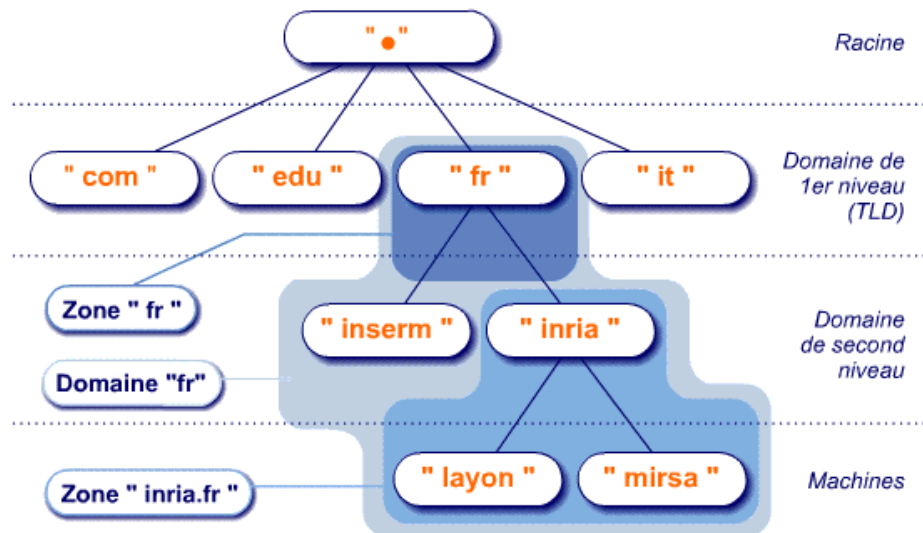 " • "
Racine
" com "
" edu "
" fr "
" it "
Domaine de
1er niveau
(TLD)
Zone " fr "
" inserm "
" inria "
Domaine
de second
niveau
Domaine "fr"
Zone " inria.fr "
" layon "
" mirsa "
Machines